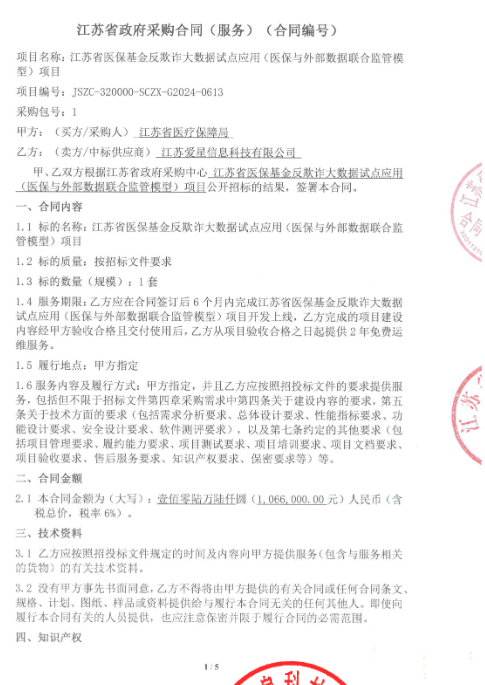 江苏省政府采购合同（服务）（合同编号）
项目名称：江苏省医保基金反欺诈大数据试点应用（医保与外部数据联合监管模
型）项目
项目编号：JSZC-320000-SCZX-G2024-0613
采购包号：1
甲方：（买方/采购人） 江苏省医疗保障局
乙方：（卖方/中标供应商） 江苏爱星信息科技有限公司
甲、乙双方根据江苏省政府采购中心 江苏省医保基金反欺诈大数据试点应用
（医保与外部数据联合监管模型）项目公开招标的结果，签署本合同。
一、合同内容
1.1 标的名称：江苏省医保基金反欺诈大数据试点应用（医保与外部数据联合监
管模型）项目
1.2 标的质量：按招标文件要求
1.3 标的数量（规模）：1套
1.4 服务期限：乙方应在合同签订后 6 个月内完成江苏省医保基金反欺诈大数据
试点应用（医保与外部数据联合监管模型）项目开发上线，乙方完成的项目建设
内容经甲方验收合格且交付使用后，乙方从项目验收合格之日起提供 2 年免费运
维服务。
1.5 履行地点：甲方指定
1.6 服务内容及履行方式：甲方指定，并且乙方应按照招投标文件的要求提供服
务，包括但不限于招标文件第四章采购需求中第四条关于建设内容的要求，第五
条关于技术方面的要求（包括需求分析要求、总体设计要求、性能指标要求、功
能设计要求、安全设计要求、软件测评要求），以及第七条约定的其他要求（包
括项目管理要求、履约能力要求、项目测试要求、项目培训要求、项目文档要求、
项目验收要求、售后服务要求、知识产权要求、保密要求等）等。
二、合同金额
2.1 本合同金额为（大写）：壹佰零陆万陆仟圆（1,066,000.00 元）人民币（含
税总价，税率 6%）。
三、技术资料
3.1 乙方应按照招投标文件规定的时间及内容向甲方提供服务（包含与服务相关
的货物）的有关技术资料。
3.2 没有甲方事先书面同意，乙方不得将由甲方提供的有关合同或任何合同条文、
规格、计划、图纸、样品或资料提供给与履行本合同无关的任何其他人。即使向
履行本合同有关的人员提供，也应注意保密并限于履行合同的必需范围。
四、知识产权
1 / 5